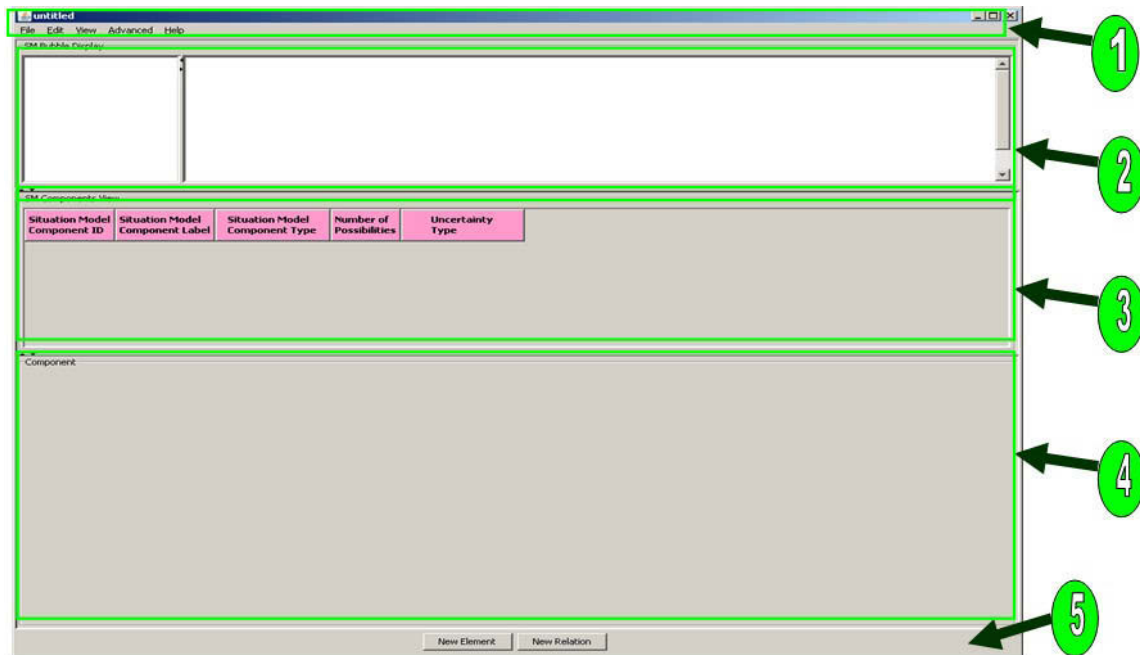 untitled
File Edit View Advanced Help
1
SM Bubble Display
2
SM Components View
Situation Model Component ID
Situation Model Component Label
Situation Model Component Type
Number of Possibilities
Uncertainty Type
3
Component
4
New Element New Relation
5